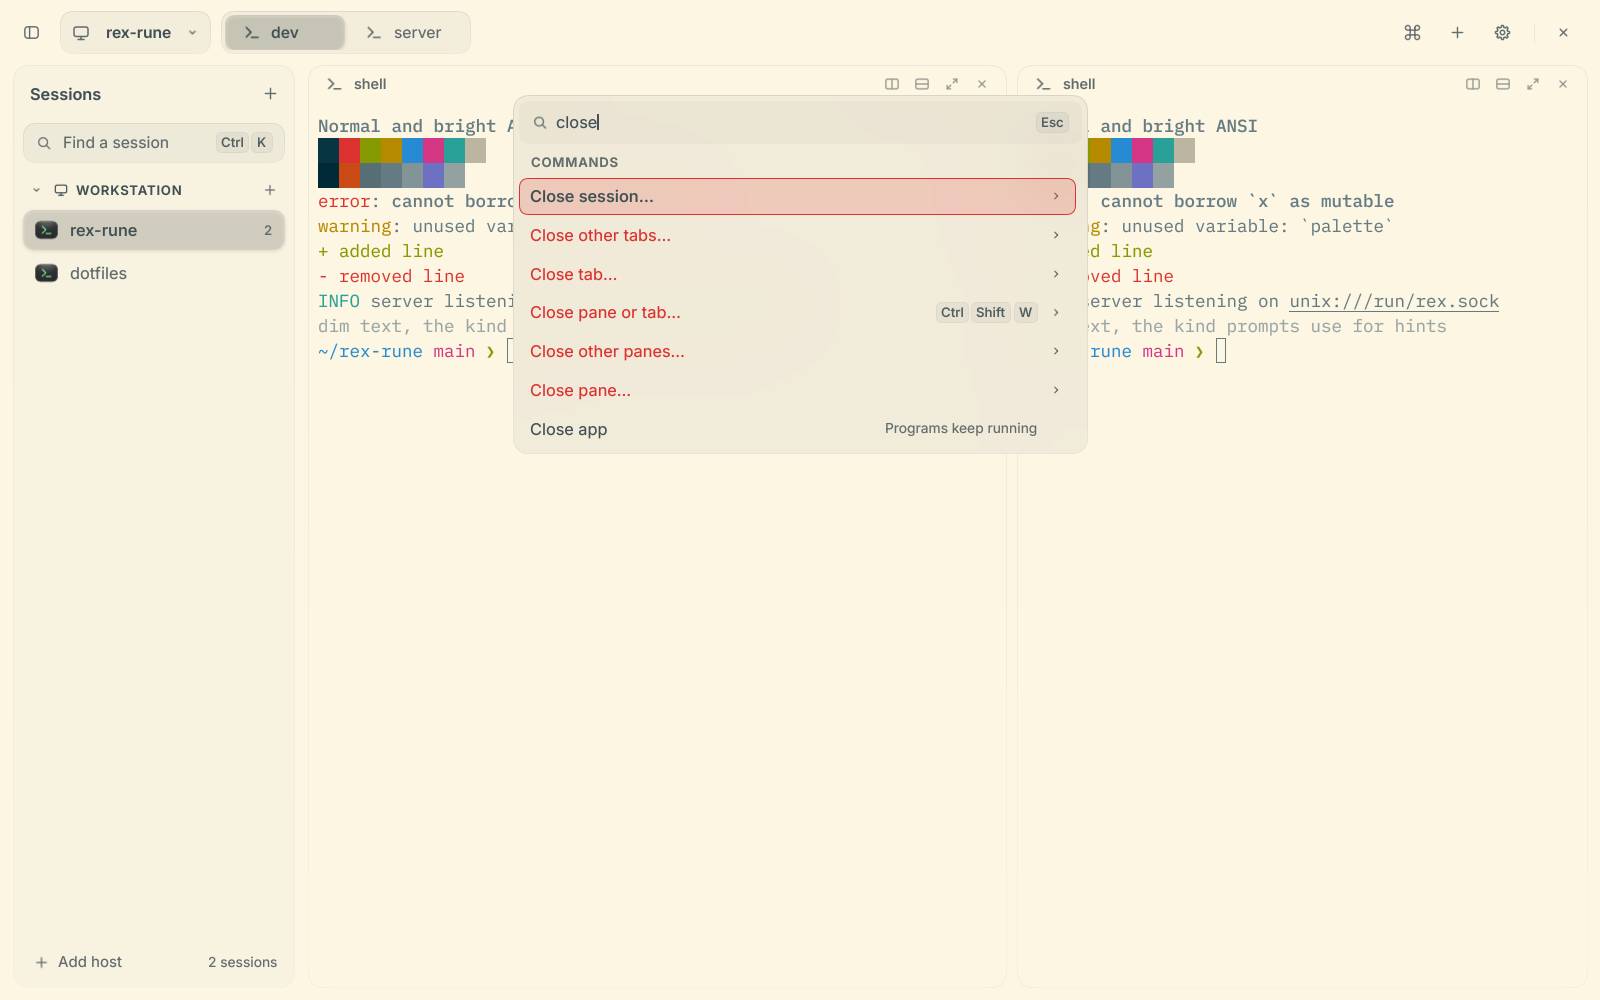 rex-rune
dev
server
Sessions
Find a session Ctrl K
WORKSTATION
rex-rune 2
dotfiles
Add host 2 sessions
shell
Normal and bright A
error: cannot borro
warning: unused var
+ added line
- removed line
INFO server listeni
dim text, the kind
~/rex-rune main ❯
close Esc
COMMANDS
Close session...
Close other tabs...
Close tab...
Close pane or tab... Ctrl Shift W
Close other panes...
Close pane...
Close app Programs keep running
shell
and bright ANSI
cannot borrow `x` as mutable
g: unused variable: `palette`
d line
oved line
server listening on unix:///run/rex.sock
xt, the kind prompts use for hints
rune main ❯